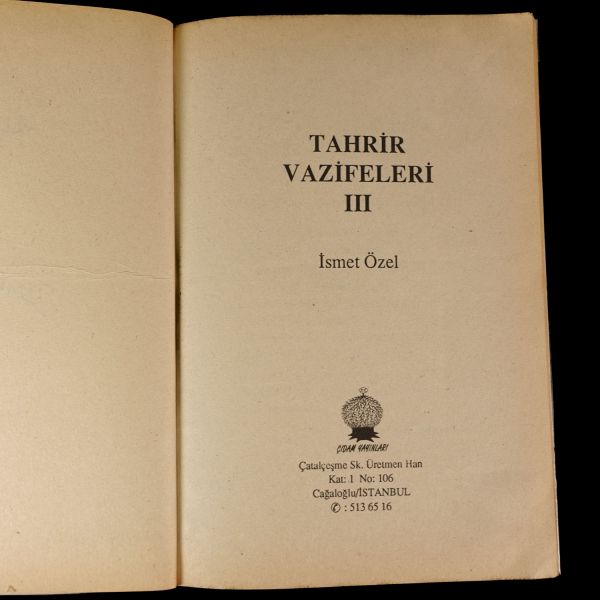 TAHRİR
VAZİFELERİ
III
İsmet Özel
ÇIDAM YAYINLARI
Çatalçeşme Sk. Üretmen Han
Kat: 1 No: 106
Cağaloğlu/İSTANBUL
✆ : 513 65 16